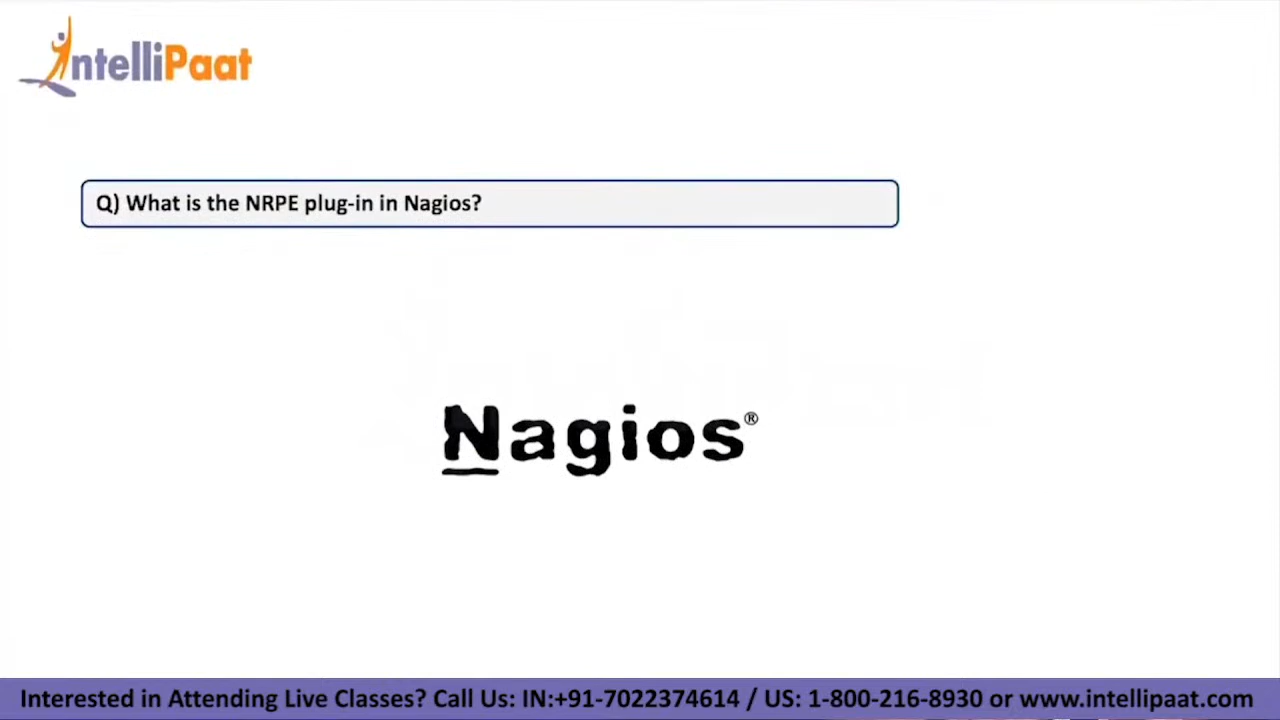 IntelliPaat
Q) What is the NRPE plug-in in Nagios?
Nagios®
Interested in Attending Live Classes? Call Us: IN:+91-7022374614 / US: 1-800-216-8930 or www.intellipaat.com